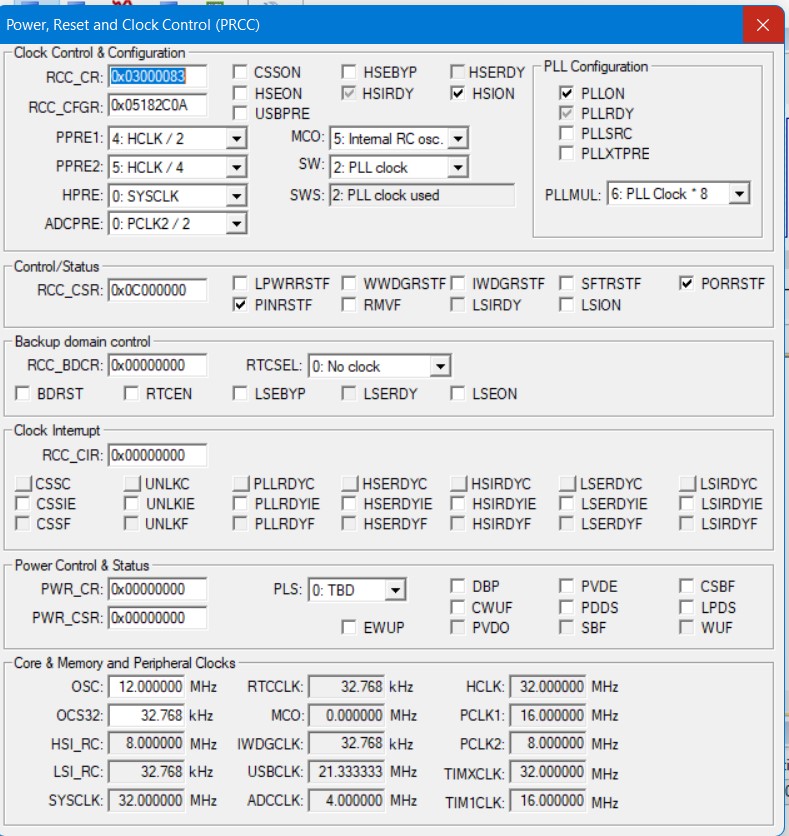 Power, Reset and Clock Control (PRCC)
Clock Control & Configuration
RCC_CR: 0x03000083 CSSON HSEBYP HSERDY
RCC_CFGR: 0x05182C0A HSEON HSIRDY HSION
USBPRE
PPRE1: 4: HCLK / 2 MCO: 5: Internal RC osc.
PPRE2: 5: HCLK / 4 SW: 2: PLL clock
HPRE: 0: SYSCLK SWS: 2: PLL clock used
ADCPRE: 0: PCLK2 / 2
PLL Configuration
PLLON
PLLRDY
PLLSRC
PLLXTPRE
PLLMUL: 6: PLL Clock * 8
Control/Status
RCC_CSR: 0x0C000000 LPWRRSTF WWDGRSTF IWDGRSTF SFTRSTF PORRSTF
PINRSTF RMVF LSIRDY LSION
Backup domain control
RCC_BDCR: 0x00000000 RTCSEL: 0: No clock
BDRST RTCEN LSEBYP LSERDY LSEON
Clock Interrupt
RCC_CIR: 0x00000000
CSSC UNLKC PLLRDYC HSERDYC HSIRDYC LSERDYC LSIRDYC
CSSIE UNLKIE PLLRDYIE HSERDYIE HSIRDYIE LSERDYIE LSIRDYIE
CSSF UNLKF PLLRDYF HSERDYF HSIRDYF LSERDYF LSIRDYF
Power Control & Status
PWR_CR: 0x00000000 PLS: 0: TBD DBP PVDE CSBF
PWR_CSR: 0x00000000 CWUF PDDS LPDS
EWUP PVDO SBF WUF
Core & Memory and Peripheral Clocks
OSC: 12.000000 MHz RTCCLK: 32.768 kHz HCLK: 32.000000 MHz
OCS32: 32.768 kHz MCO: 0.000000 MHz PCLK1: 16.000000 MHz
HSI_RC: 8.000000 MHz IWDGCLK: 32.768 kHz PCLK2: 8.000000 MHz
LSI_RC: 32.768 kHz USBCLK: 21.333333 MHz TIMXCLK: 32.000000 MHz
SYSCLK: 32.000000 MHz ADCCLK: 4.000000 MHz TIM1CLK: 16.000000 MHz